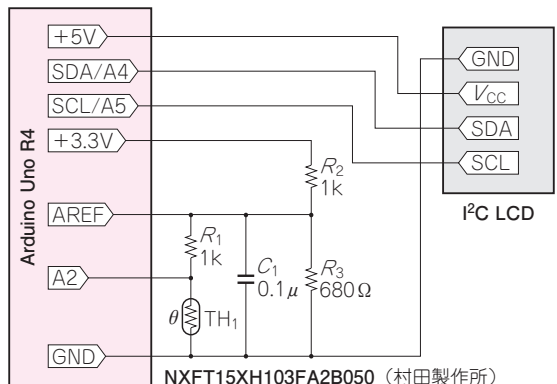 Arduino Uno R4
+5V
SDA/A4
SCL/A5
+3.3V
AREF
A2
GND
R2
1k
R1
1k
C1
0.1μ
R3
680Ω
θ
TH1
GND
VCC
SDA
SCL
I²C LCD
NXFT15XH103FA2B050（村田製作所）